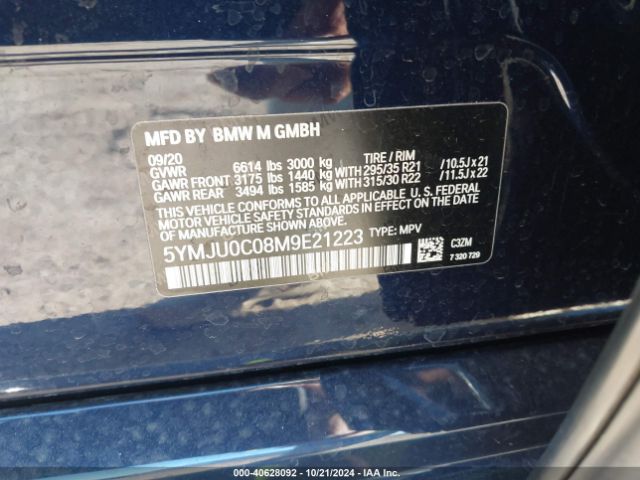 MFD BY BMW M GMBH
09/20 TIRE / RIM
GVWR 6614 lbs 3000 kg
GAWR FRONT 3175 lbs 1440 kg WITH 295/35 R21 /10.5J x 21
GAWR REAR 3494 lbs 1585 kg WITH 315/30 R22 /11.5J x 22
THIS VEHICLE CONFORMS TO ALL APPLICABLE U. S. FEDERAL
MOTOR VEHICLE SAFETY STANDARDS IN EFFECT ON THE DATE
OF MANUFACTURE SHOWN ABOVE.
5YMJU0C08M9E21223 TYPE: MPV
C3ZM
7 320 729
000-40628092 - 10/21/2024 - IAA Inc.